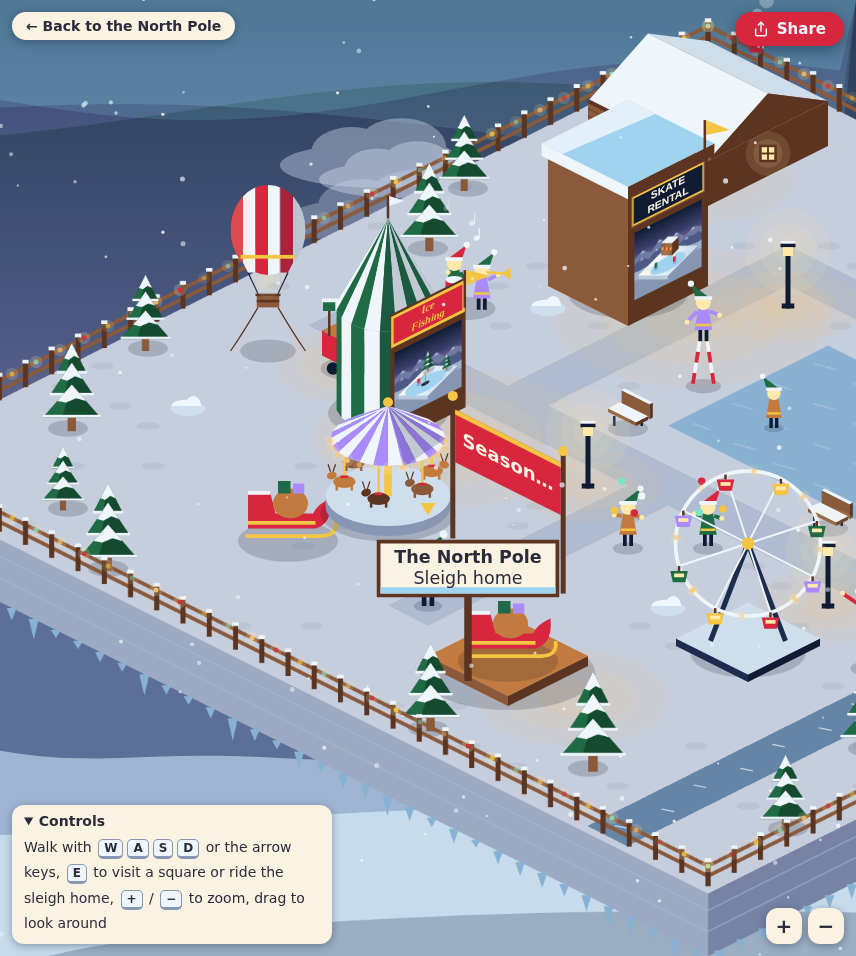 ← Back to the North Pole
Share
SKATE
RENTAL
Ice
Fishing
Season...
The North Pole
Sleigh home
▼ Controls
Walk with W A S D or the arrow
keys, E to visit a square or ride the
sleigh home, + / − to zoom, drag to
look around
+ −